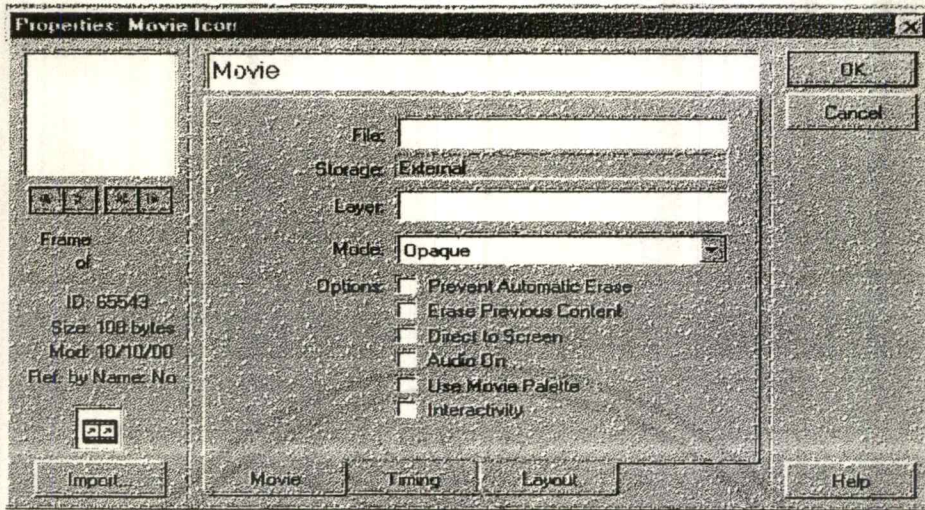 Properties: Movie Icon
Movie
OK
Cancel
File:
Storage: External
Layer:
Mode: Opaque
Frame
of
Options: Prevent Automatic Erase
Erase Previous Content
Direct to Screen
Audio On
Use Movie Palette
Interactivity
ID: 65543
Size: 108 bytes
Mod: 10/10/00
Ref. by Name: No
Import...
Movie
Timing
Layout
Help